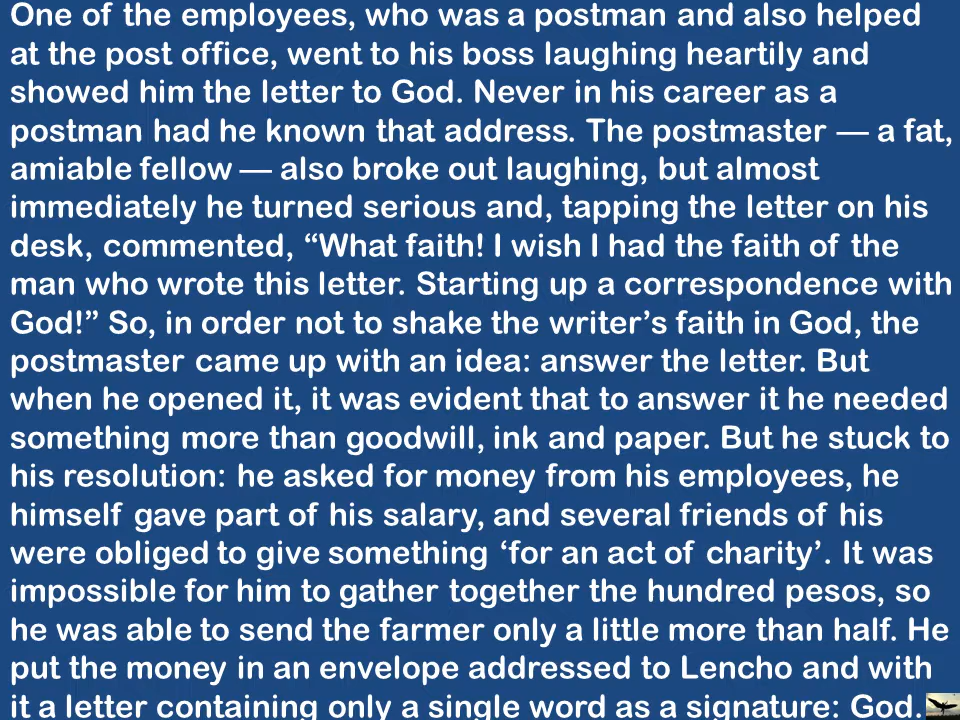 One of the employees, who was a postman and also helped
at the post office, went to his boss laughing heartily and
showed him the letter to God. Never in his career as a
postman had he known that address. The postmaster — a fat,
amiable fellow — also broke out laughing, but almost
immediately he turned serious and, tapping the letter on his
desk, commented, “What faith! I wish I had the faith of the
man who wrote this letter. Starting up a correspondence with
God!” So, in order not to shake the writer’s faith in God, the
postmaster came up with an idea: answer the letter. But
when he opened it, it was evident that to answer it he needed
something more than goodwill, ink and paper. But he stuck to
his resolution: he asked for money from his employees, he
himself gave part of his salary, and several friends of his
were obliged to give something ‘for an act of charity’. It was
impossible for him to gather together the hundred pesos, so
he was able to send the farmer only a little more than half. He
put the money in an envelope addressed to Lencho and with
it a letter containing only a single word as a signature: God.